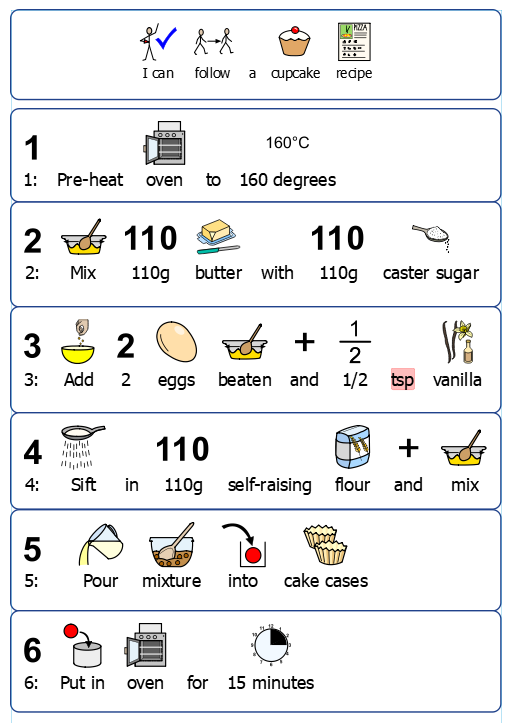 I can follow a cupcake recipe
1 160°C
1: Pre-heat oven to 160 degrees
2 110 110
2: Mix 110g butter with 110g caster sugar
3 2 + 1/2
3: Add 2 eggs beaten and 1/2 tsp vanilla
4 110 +
4: Sift in 110g self-raising flour and mix
5
5: Pour mixture into cake cases
6
6: Put in oven for 15 minutes